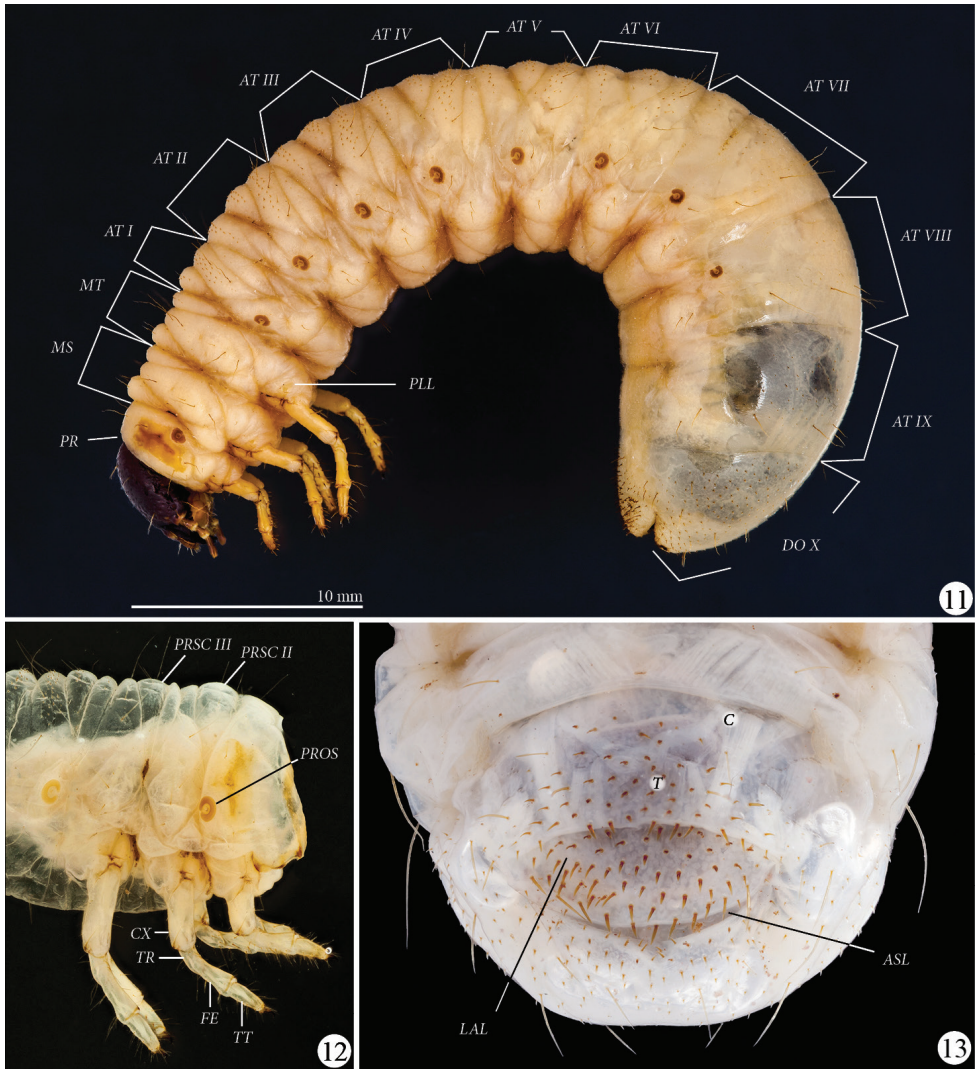 AT V
AT IV
AT VI
AT III
AT VII
AT II
AT I
AT VIII
MT
MS
PLL
AT IX
PR
DO X
10 mm
11
PRSC III
PRSC II
PROS
C
T
CX
TR
ASL
FE
LAL
TT
12
13